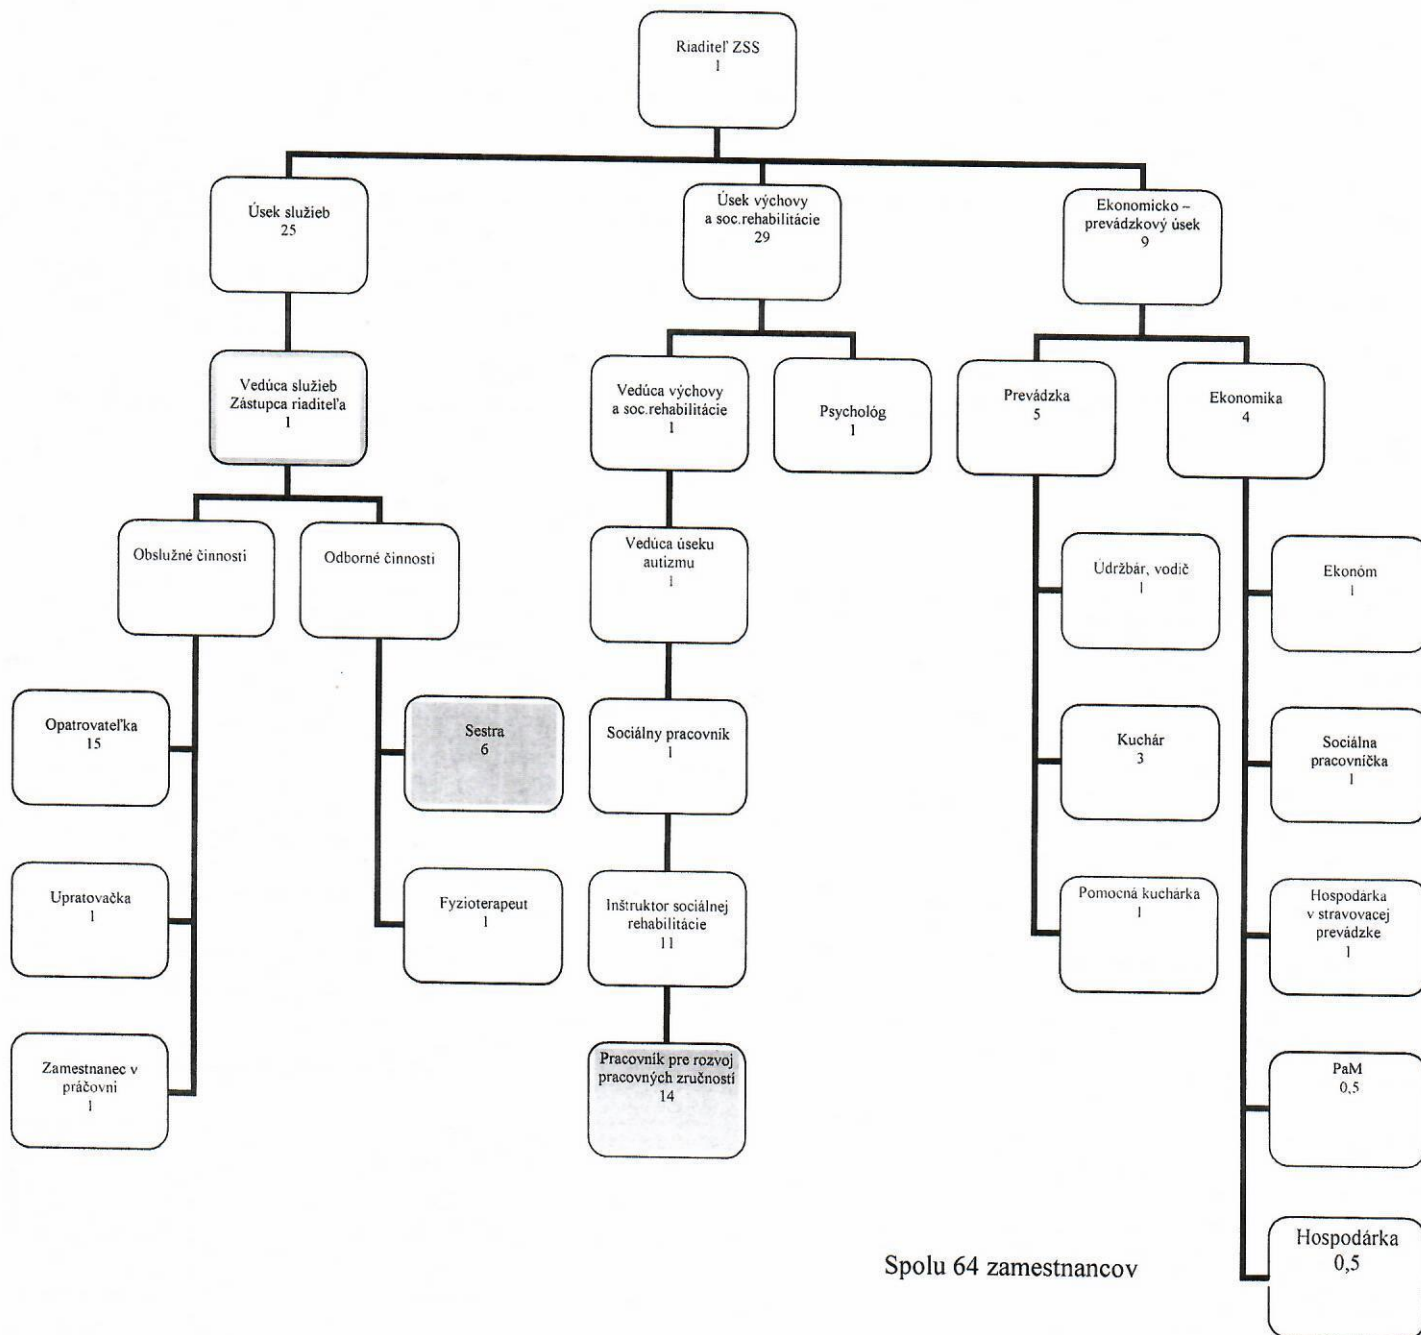 Riaditeľ ZSS
1
Úsek služieb
25
Úsek výchovy
a soc.rehabilitácie
29
Ekonomicko –
prevádzkový úsek
9
Vedúca služieb
Zástupca riaditeľa
1
Vedúca výchovy
a soc.rehabilitácie
1
Psychológ
1
Prevádzka
5
Ekonomika
4
Obslužné činnosti
Odborné činnosti
Vedúca úseku
autizmu
1
Údržbár, vodič
1
Ekonóm
1
Opatrovateľka
15
Sestra
6
Sociálny pracovník
1
Kuchár
3
Sociálna
pracovníčka
1
Upratovačka
1
Fyzioterapeut
1
Inštruktor sociálnej
rehabilitácie
11
Pomocná kuchárka
1
Hospodárka
v stravovacej
prevádzke
1
Zamestnanec v
práčovni
1
Pracovník pre rozvoj
pracovných zručností
14
PaM
0,5
Hospodárka
0,5
Spolu 64 zamestnancov